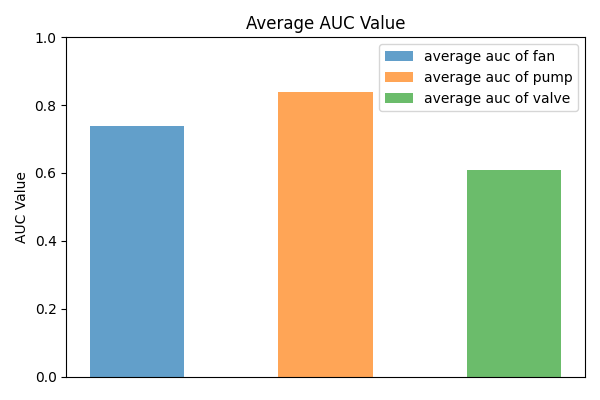 Average AUC Value
1.0
0.8
0.6
0.4
0.2
0.0
AUC Value
average auc of fan
average auc of pump
average auc of valve